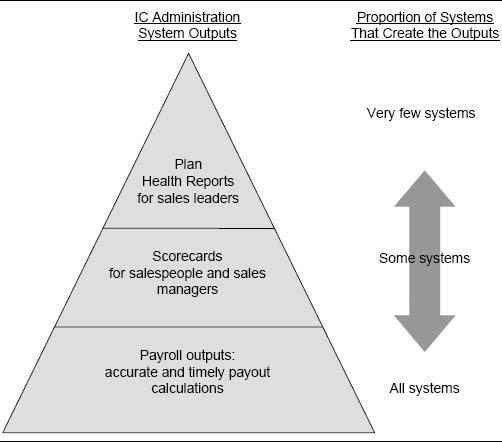 IC Administration
System Outputs
Proportion of Systems
That Create the Outputs
Plan
Health Reports
for sales leaders
Very few systems
Scorecards
for salespeople and sales
managers
Some systems
Payroll outputs:
accurate and timely payout
calculations
All systems